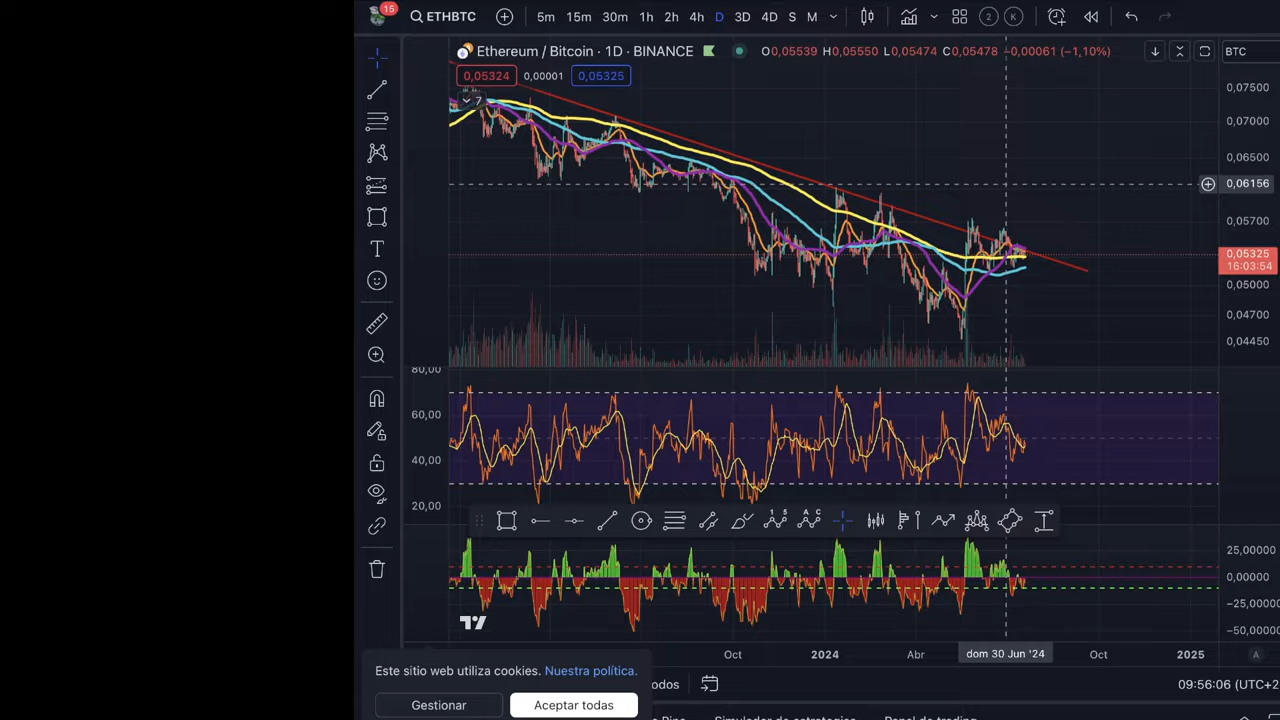 15
ETHBTC
5m 15m 30m 1h 2h 4h D 3D 4D S M
2 K
Ethereum / Bitcoin · 1D · BINANCE O0,05539 H0,05550 L0,05474 C0,05478 −0,00061 (−1,10%)
BTC
0,05324 0,00001 0,05325
7
0,07500
0,07000
0,06500
0,06156
0,05700
0,05325
16:03:54
0,05000
0,04700
0,04450
80,00
60,00
40,00
20,00
25,00000
0,00000
−25,00000
−50,0000
Oct 2024 Abr dom 30 Jun '24 Oct 2025 A
Este sitio web utiliza cookies. Nuestra política.
odos
09:56:06 (UTC+2
Gestionar Aceptar todas